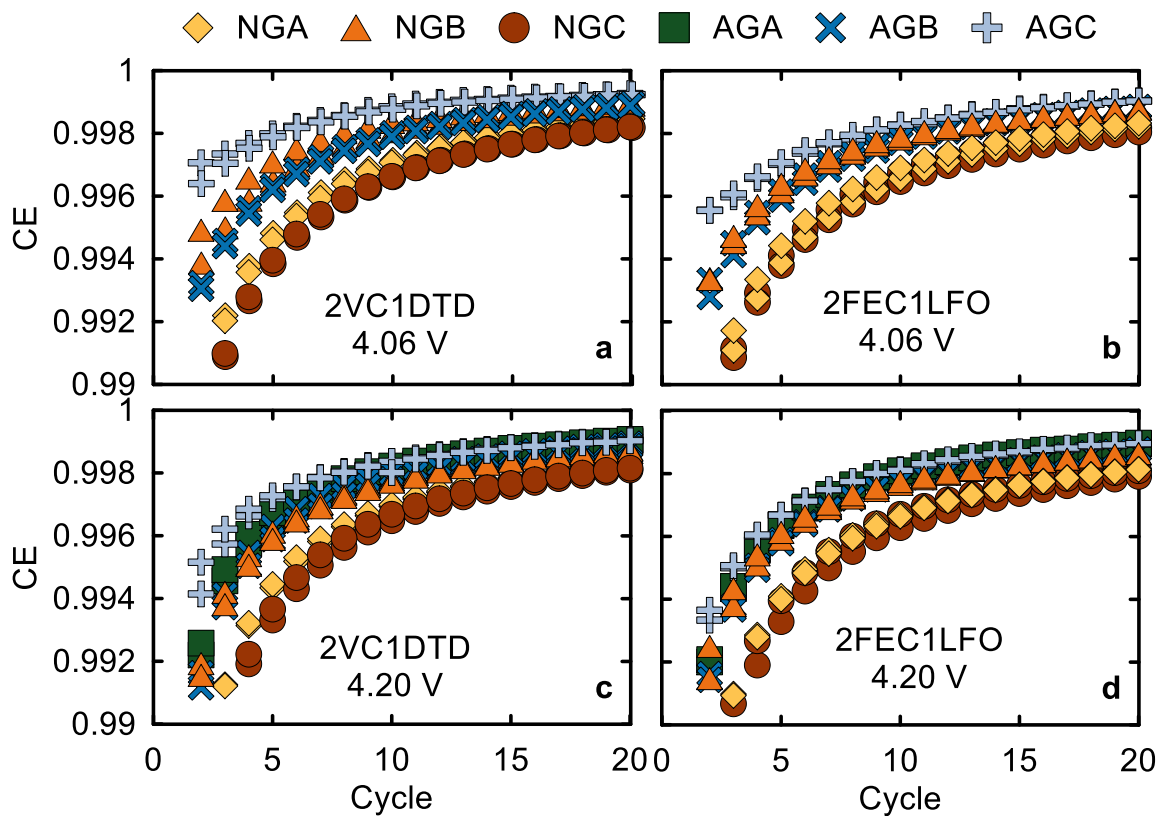 NGA NGB NGC AGA AGB AGC
1
0.998
0.996
0.994
0.992
0.99
CE
2VC1DTD
4.06 V
a
2FEC1LFO
4.06 V
b
1
0.998
0.996
0.994
0.992
0.99
CE
2VC1DTD
4.20 V
c
2FEC1LFO
4.20 V
d
0 5 10 15 20
0 5 10 15 20
Cycle
Cycle